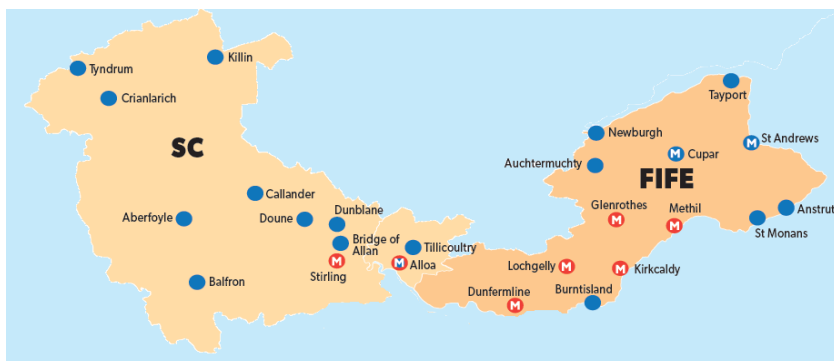 Killin
Tyndrum
Crianlarich
SC
Callander
Aberfoyle
Doune
Dunblane
Bridge of
Allan
Tillicoultry
M
Stirling
M
Alloa
Balfron
Tayport
Newburgh
M
St Andrews
M
Cupar
Auchtermuchty
FIFE
Glenrothes
M
Methil
M
Anstrut
St Monans
Lochgelly
M
M
Kirkcaldy
Dunfermline
M
Burntisland